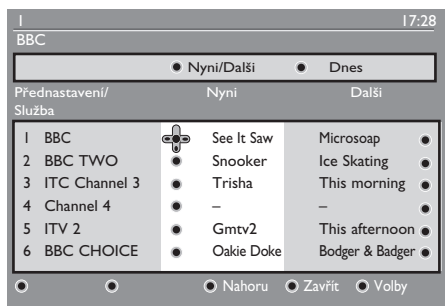 1 17:28
BBC
Nyni/Dalši Dnes
Přednastavení/ Nyni Dalši
Služba
1 BBC See It Saw Microsoap
2 BBC TWO Snooker Ice Skating
3 ITC Channel 3 Trisha This morning
4 Channel 4 – –
5 ITV 2 Gmtv2 This afternoon
6 BBC CHOICE Oakie Doke Bodger & Badger
Nahoru Zavřít Volby